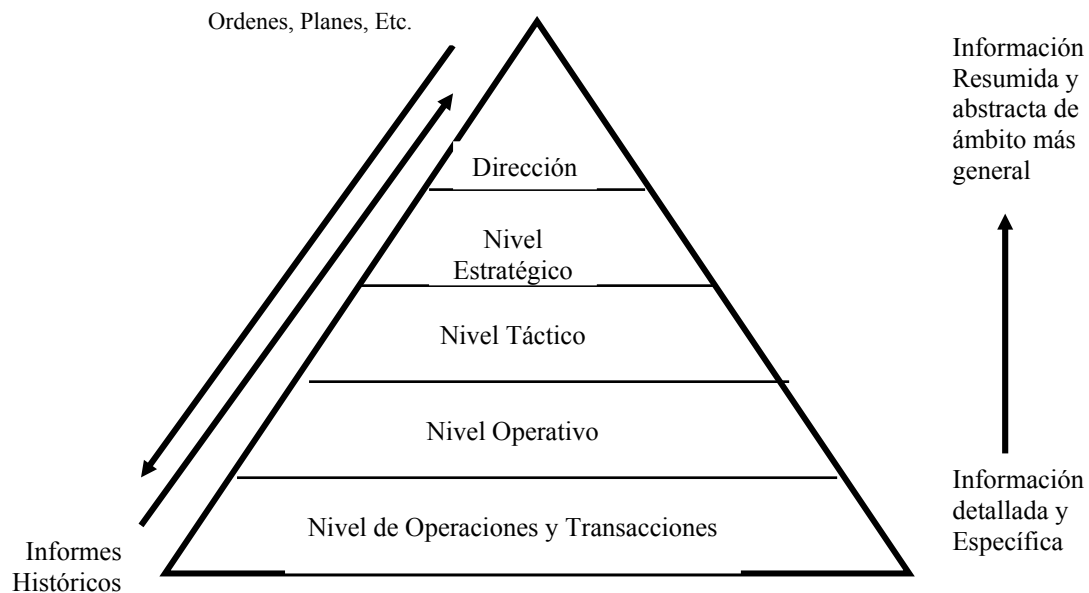 Ordenes, Planes, Etc.
Información
Resumida y
abstracta de
ámbito más
general
Dirección
Nivel
Estratégico
Nivel Táctico
Nivel Operativo
Nivel de Operaciones y Transacciones
Información
detallada y
Específica
Informes
Históricos